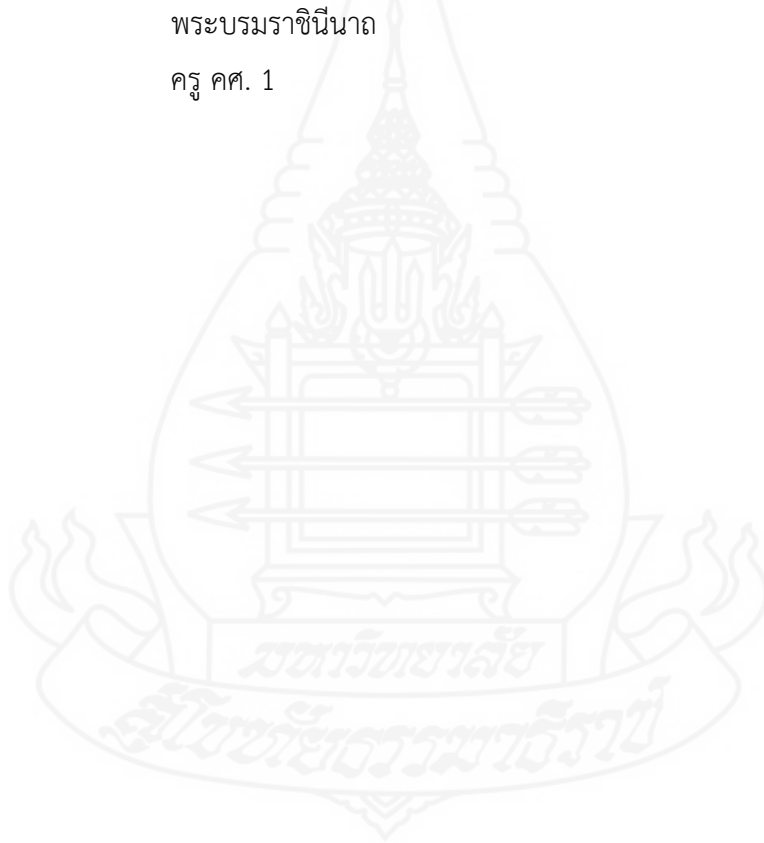 พระบรมราชินีนาถ
ครู คศ. 1
มหาวิทยาลัย
สุโขทัยธรรมาธิราช